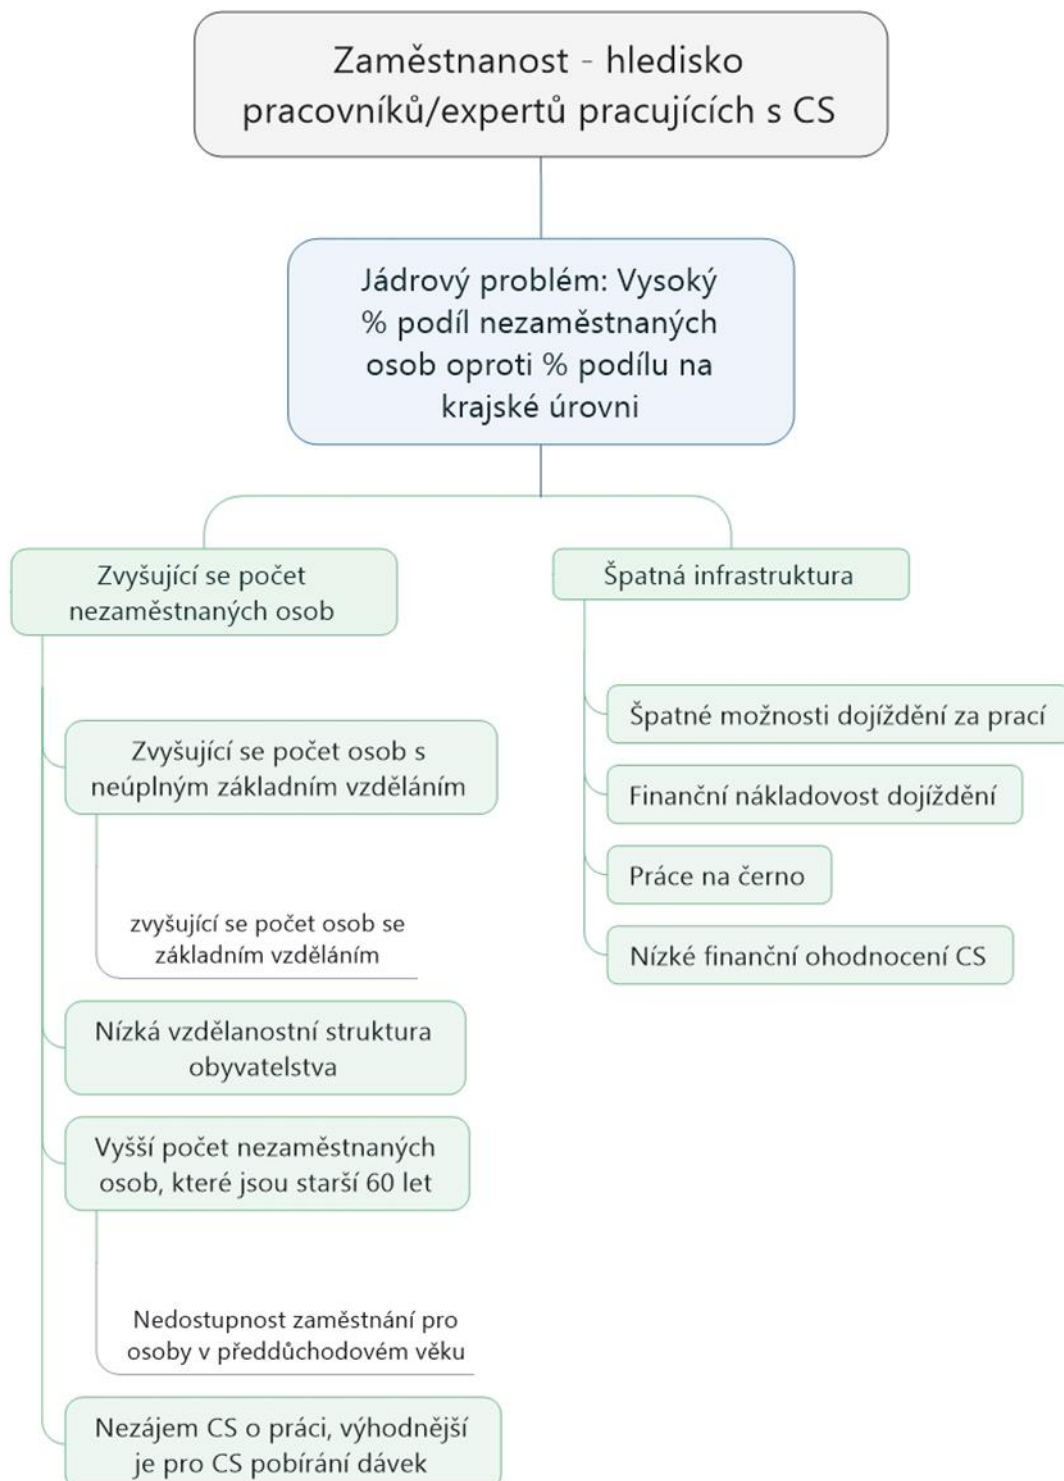 Zaměstnanost - hledisko
pracovníků/expertů pracujících s CS
Jádrový problém: Vysoký
% podíl nezaměstnaných
osob oproti % podílu na
krajské úrovni
Zvyšující se počet
nezaměstnaných osob
Zvyšující se počet osob s
neúplným základním vzděláním
zvyšující se počet osob se
základním vzděláním
Nízká vzdělanostní struktura
obyvatelstva
Vyšší počet nezaměstnaných
osob, které jsou starší 60 let
Nedostupnost zaměstnání pro
osoby v předdůchodovém věku
Nezájem CS o práci, výhodnější
je pro CS pobírání dávek
Špatná infrastruktura
Špatné možnosti dojíždění za prací
Finanční nákladovost dojíždění
Práce na černo
Nízké finanční ohodnocení CS